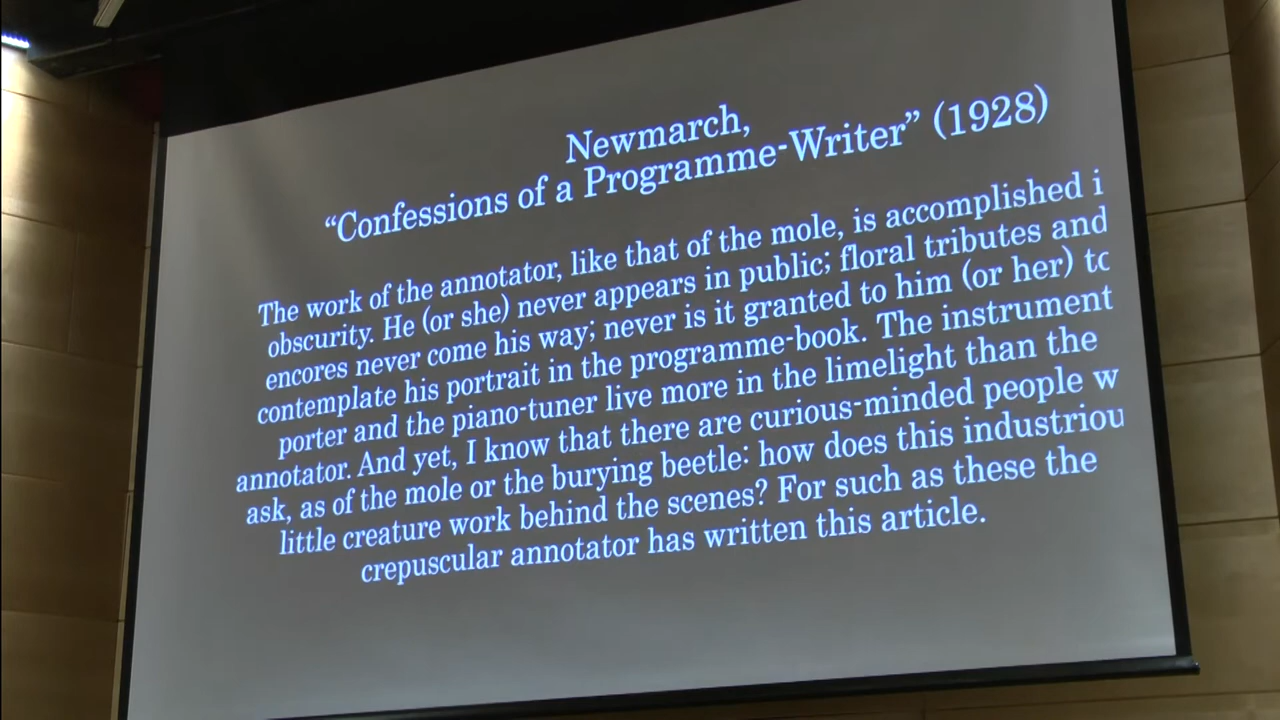 Newmarch,
“Confessions of a Programme-Writer” (1928)
The work of the annotator, like that of the mole, is accomplished
obscurity. He (or she) never appears in public; floral tributes and
encores never come his way; never is it granted to him (or her)
contemplate his portrait in the programme-book. The instrument
porter and the piano-tuner live more in the limelight than the
annotator. And yet, I know that there are curious-minded people
ask, as of the mole or the burying beetle: how does this
little creature work behind the scenes? For such as these the
crepuscular annotator has written this article.